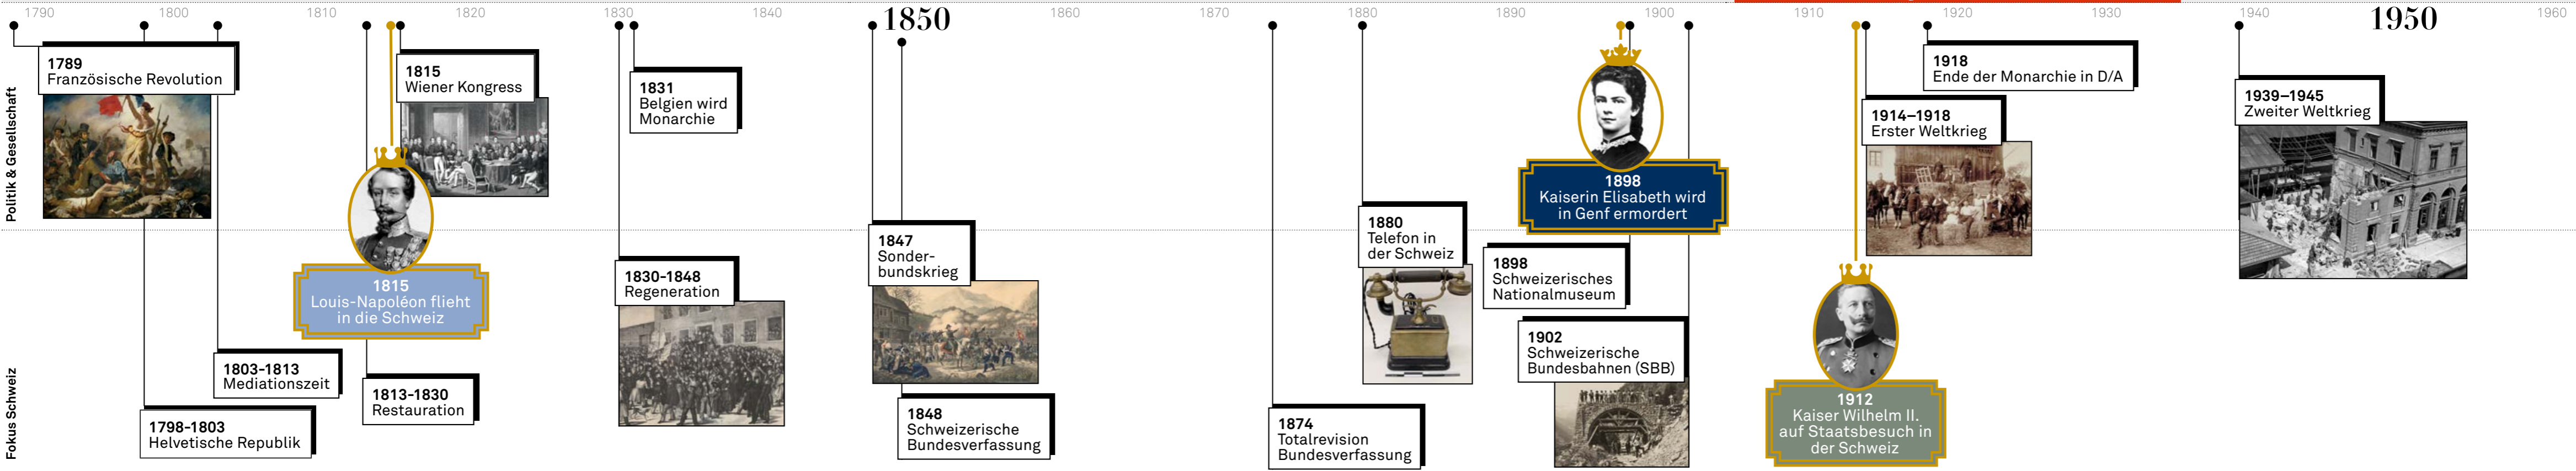 1790 1800 1810 1820 1830 1840 1850 1860 1870 1880 1890 1900 1910 1920 1930 1940 1950 1960
Politik & Gesellschaft
1789
Französische Revolution
1815
Wiener Kongress
1831
Belgien wird
Monarchie
1898
Kaiserin Elisabeth wird
in Genf ermordert
1918
Ende der Monarchie in D/A
1914–1918
Erster Weltkrieg
1939–1945
Zweiter Weltkrieg
Fokus Schweiz
1798-1803
Helvetische Republik
1803-1813
Mediationszeit
1815
Louis-Napoléon flieht
in die Schweiz
1813-1830
Restauration
1830-1848
Regeneration
1847
Sonder-
bundskrieg
1848
Schweizerische
Bundesverfassung
1874
Totalrevision
Bundesverfassung
1880
Telefon in
der Schweiz
1898
Schweizerisches
Nationalmuseum
1902
Schweizerische
Bundesbahnen (SBB)
1912
Kaiser Wilhelm II.
auf Staatsbesuch in
der Schweiz